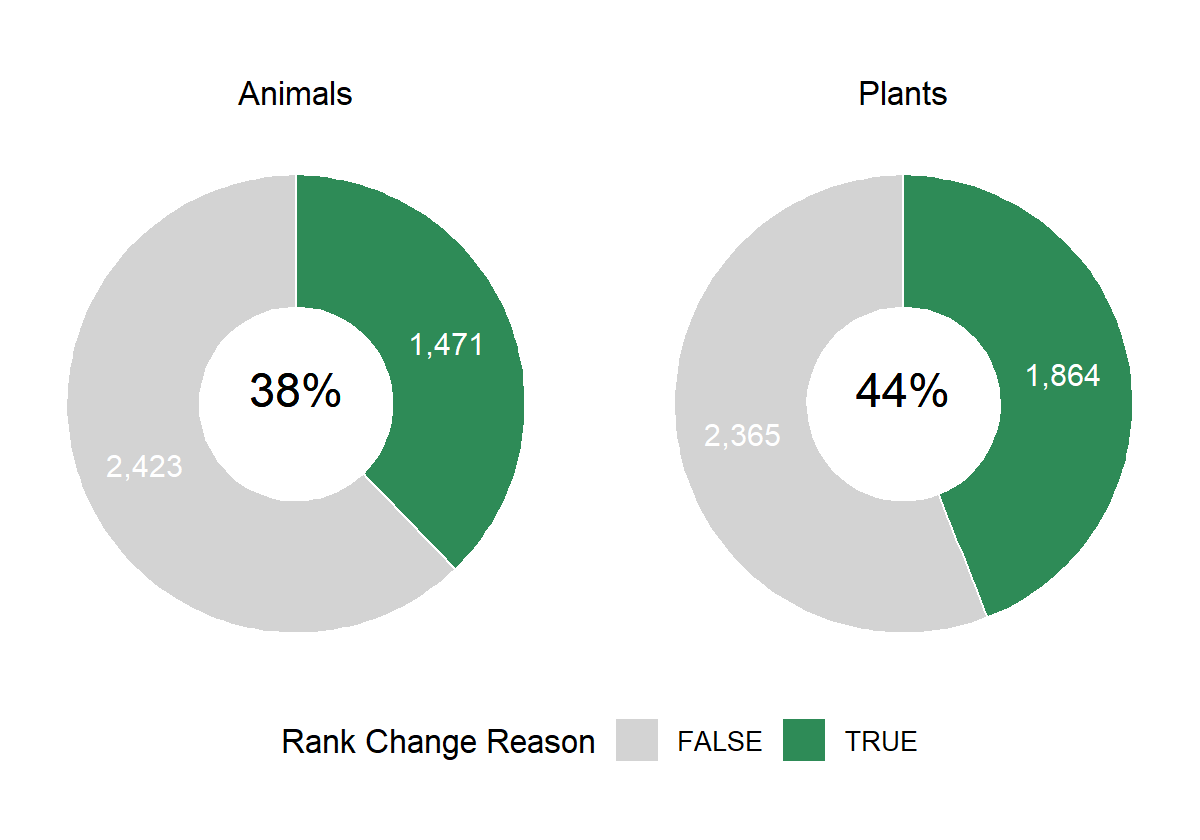 Animals
Plants
1,471
38%
2,423
1,864
44%
2,365
Rank Change Reason FALSE TRUE